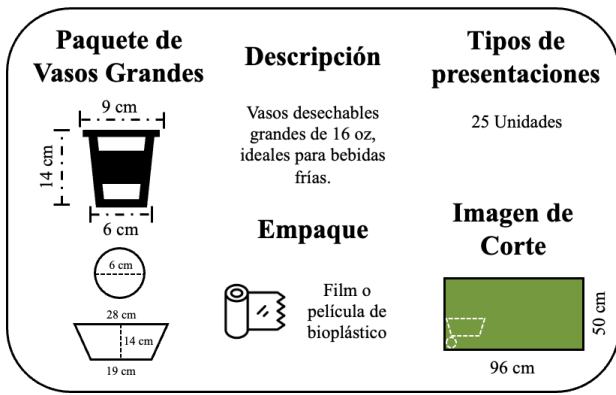 Paquete de
Vasos Grandes
9 cm
14 cm
6 cm
6 cm
28 cm
14 cm
19 cm
Descripción
Vasos desechables
grandes de 16 oz,
ideales para bebidas
frías.
Empaque
Film o
película de
bioplástico
Tipos de
presentaciones
25 Unidades
Imagen de
Corte
50 cm
96 cm